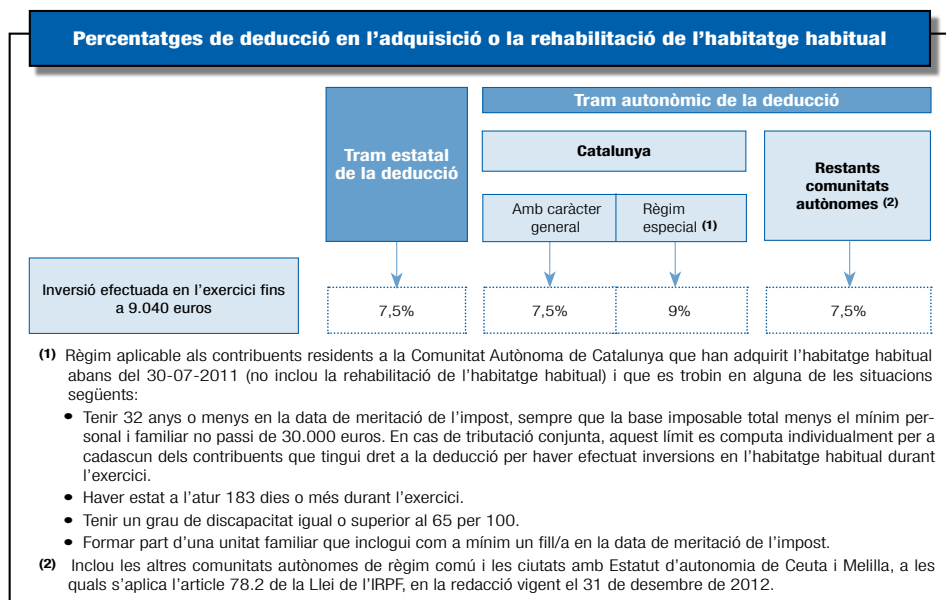 Percentatges de deducció en l’adquisició o la rehabilitació de l’habitatge habitual
Tram estatal
de la deducció
Tram autonòmic de la deducció
Catalunya
Restants
comunitats
autònomes (2)
Amb caràcter
general
Règim
especial (1)
Inversió efectuada en l’exercici fins
a 9.040 euros
7,5%
7,5%
9%
7,5%
(1) Règim aplicable als contribuents residents a la Comunitat Autònoma de Catalunya que han adquirit l’habitatge habitual
abans del 30-07-2011 (no inclou la rehabilitació de l’habitatge habitual) i que es trobin en alguna de les situacions
següents:
• Tenir 32 anys o menys en la data de meritació de l’impost, sempre que la base imposable total menys el mínim per-
sonal i familiar no passi de 30.000 euros. En cas de tributació conjunta, aquest límit es computa individualment per a
cadascun dels contribuents que tingui dret a la deducció per haver efectuat inversions en l’habitatge habitual durant
l’exercici.
• Haver estat a l’atur 183 dies o més durant l’exercici.
• Tenir un grau de discapacitat igual o superior al 65 per 100.
• Formar part d’una unitat familiar que inclogui com a mínim un fill/a en la data de meritació de l’impost.
(2) Inclou les altres comunitats autònomes de règim comú i les ciutats amb Estatut d’autonomia de Ceuta i Melilla, a les
quals s’aplica l’article 78.2 de la Llei de l’IRPF, en la redacció vigent el 31 de desembre de 2012.